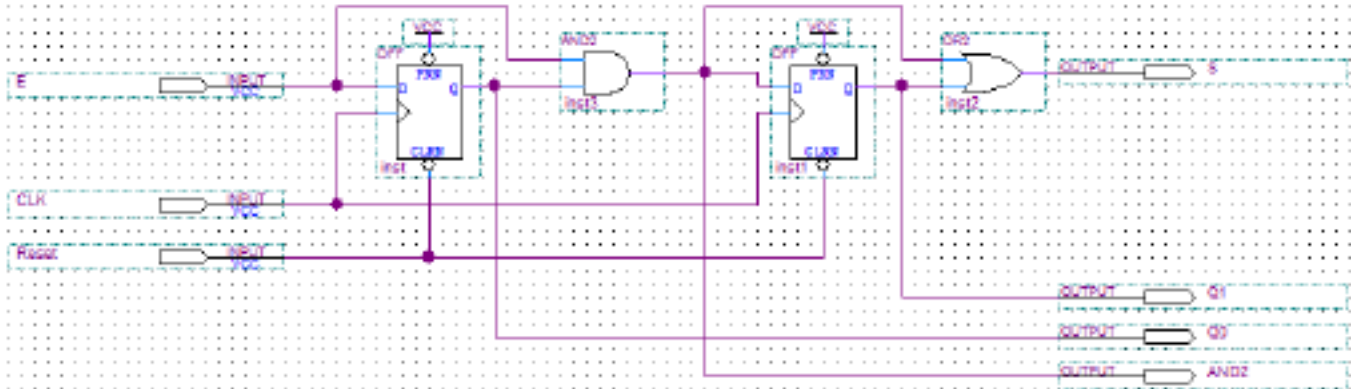 VCC
VCC
DFF
AND2
DFF
OR2
E
INPUT
VCC
PRN
D
Q
inst3
PRN
D
Q
inst2
OUTPUT
S
CLRN
inst
CLRN
inst1
CLK
INPUT
VCC
Reset
INPUT
VCC
OUTPUT
Q1
OUTPUT
Q0
OUTPUT
AND2